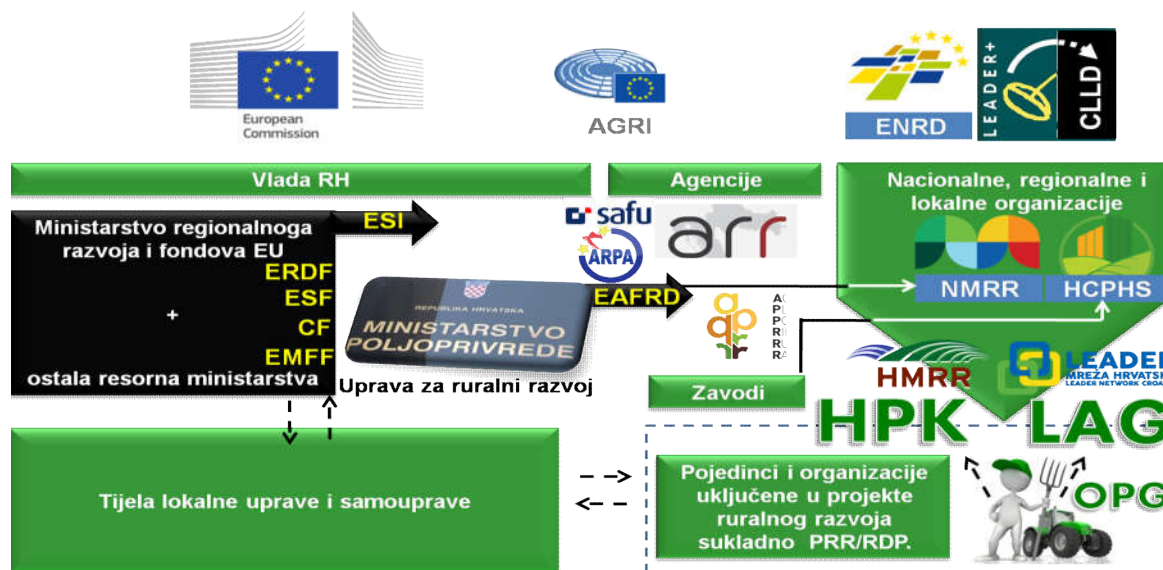 European
Commission
AGRI
ENRD
LEADER+
CLLD
Vlada RH
Agencije
Nacionalne, regionalne i
lokalne organizacije
Ministarstvo regionalnoga
razvoja i fondova EU
ERDF
ESF
+
CF
EMFF
ostala resorna ministarstva
ESI
safu
ARPA
arr
EAFRD
REPUBLIKA HRVATSKA
MINISTARSTVO
POLJOPRIVREDE
Uprava za ruralni razvoj
NMRR
HCPHS
Zavodi
HMRR
LEADER
MREŽA HRVATSK
LEADER NETWORK CROA
HPK
LAG
Tijela lokalne uprave i samouprave
Pojedinci i organizacije
uključene u projekte
ruralnog razvoja
sukladno PRR/RDP.
OPG